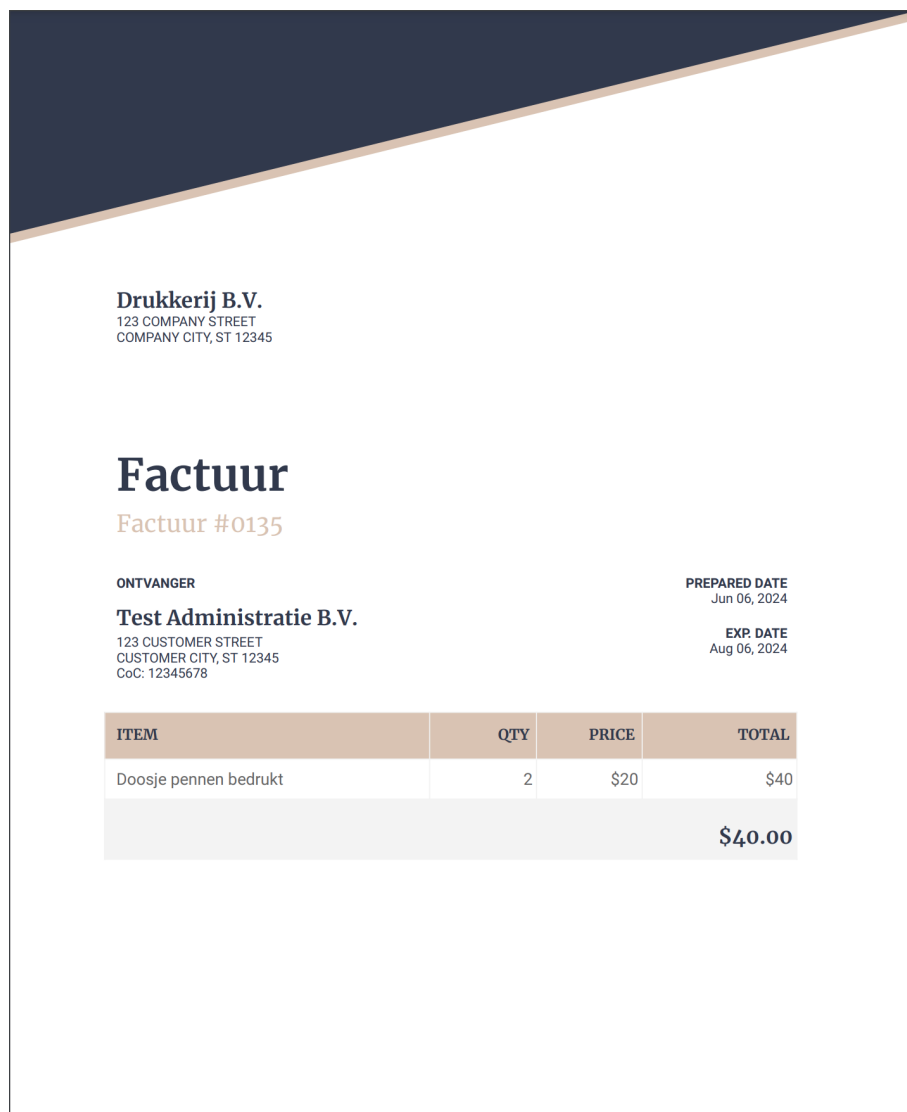 Drukkerij B.V.
123 COMPANY STREET
COMPANY CITY, ST 12345
Factuur
Factuur #0135
ONTVANGER
Test Administratie B.V.
123 CUSTOMER STREET
CUSTOMER CITY, ST 12345
CoC: 12345678
PREPARED DATE
Jun 06, 2024
EXP. DATE
Aug 06, 2024
ITEM QTY PRICE TOTAL
Doosje pennen bedrukt 2 $20 $40
$40.00